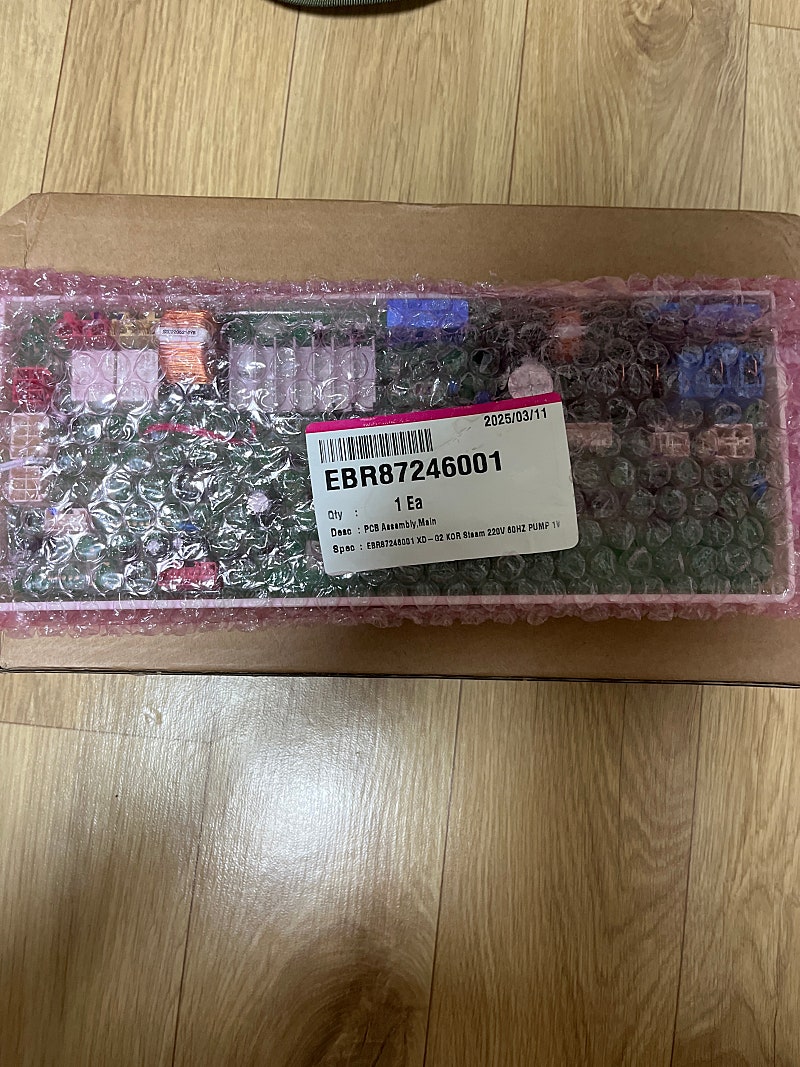 2025/03/11
EBR87246001
Qty : 1 Ea
Desc : PCB Assembly,Main
Spec : EBR87246001 XD-02 KOR Steam 220V 60HZ PUMP 1W